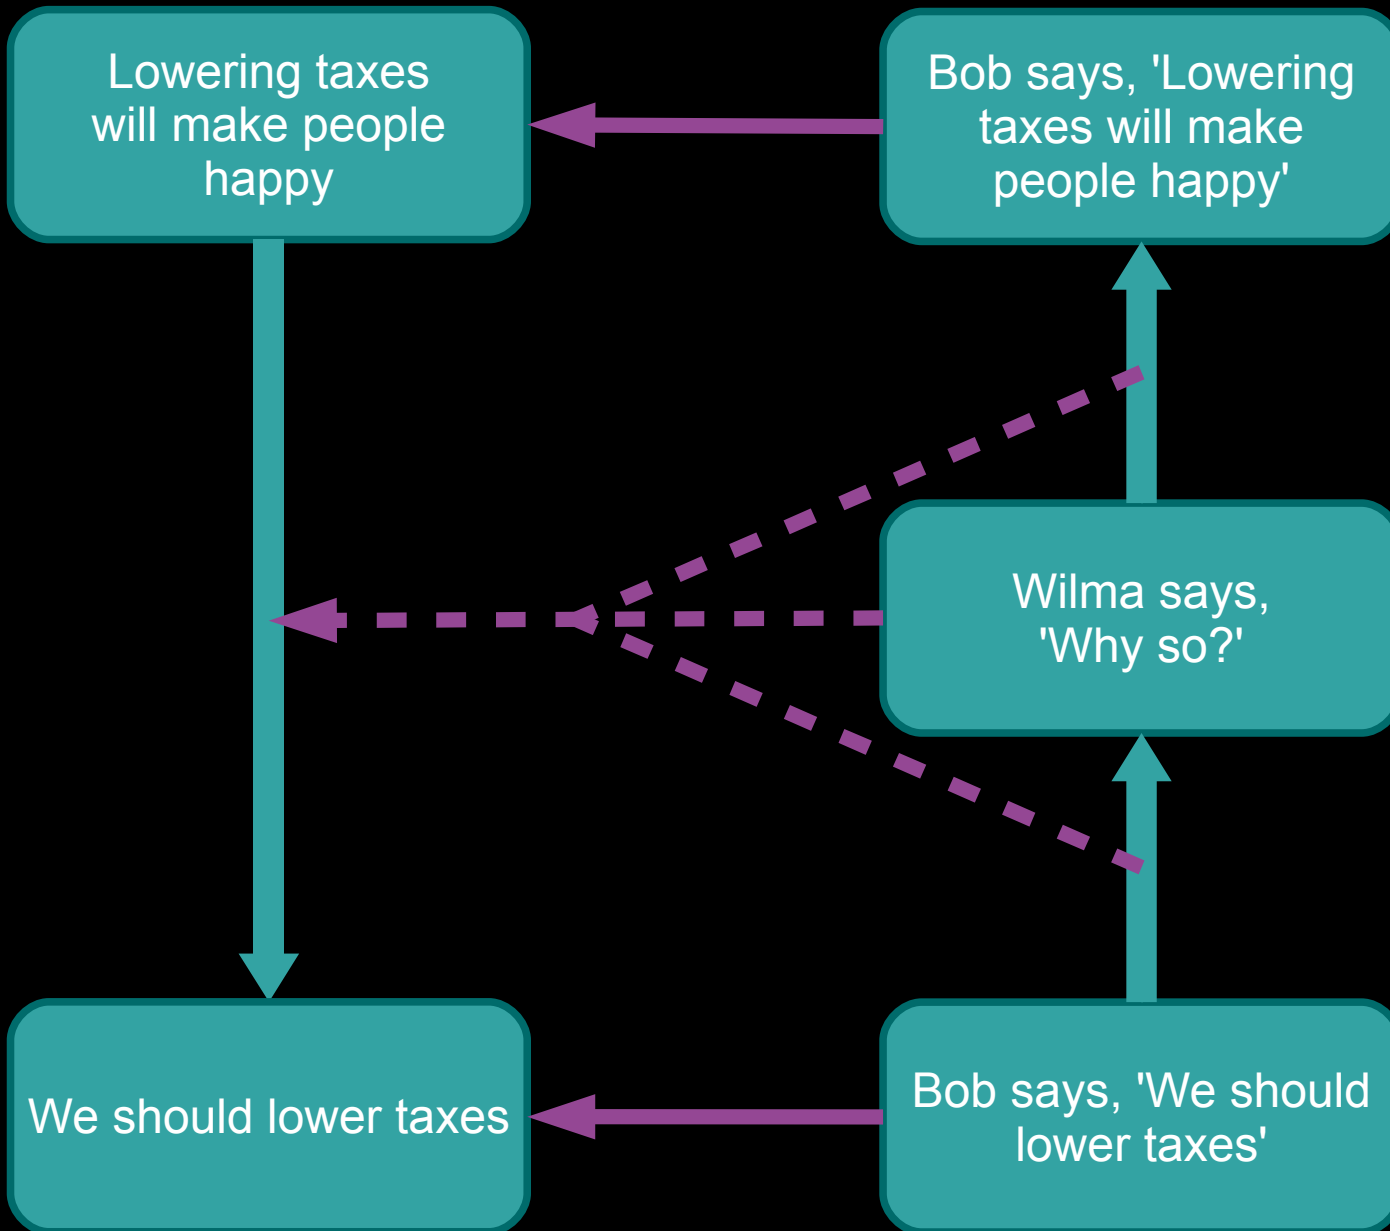 Lowering taxes
will make people
happy
Bob says, 'Lowering
taxes will make
people happy'
Wilma says,
'Why so?'
We should lower taxes
Bob says, 'We should
lower taxes'